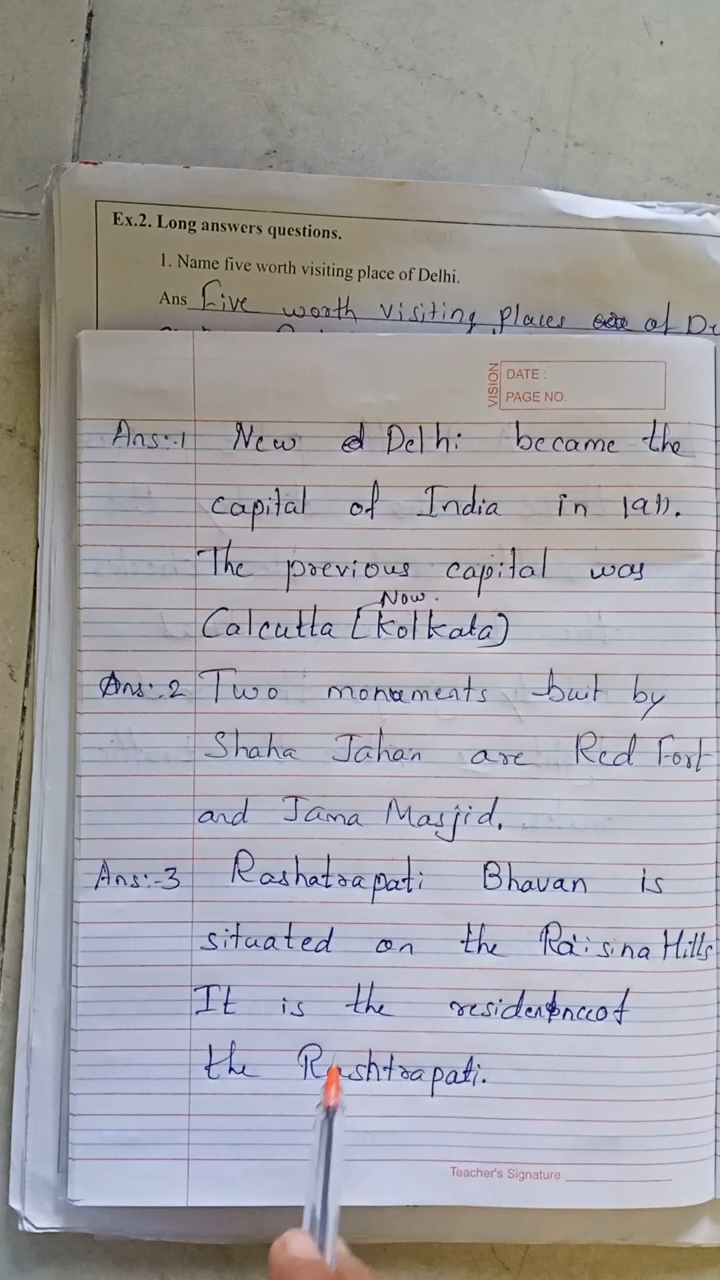 Ex.2. Long answers questions.
1. Name five worth visiting place of Delhi.
Ans Five worth visiting places of De
VISION
DATE :
PAGE NO.
Ans:-1 New Delhi became the
capital of India in 1911.
The previous capital was
Now.
Calcutta [Kolkata)
Ans:-2 Two monuments buit by
Shaha Jahan are Red Fort
and Jama Masjid.
Ans:-3 Rashatrapati Bhavan is
situated on the Raisina Hills
It is the residence of
the Rashtrapati.
Teacher's Signature